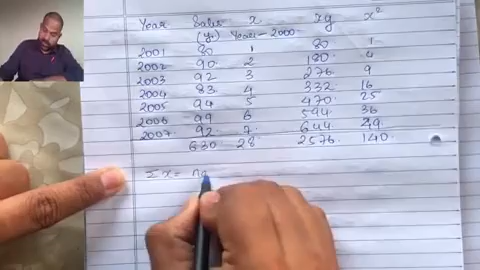 Year Sales x xy x²
(y) Year-2000
2001 80 1 80 1
2002 90 2 180 4
2003 92 3 276 9
2004 83 4 332 16
2005 94 5 470 25
2006 99 6 594 36
2007 92 7 644 49
630 28 2576 140
Σx = na